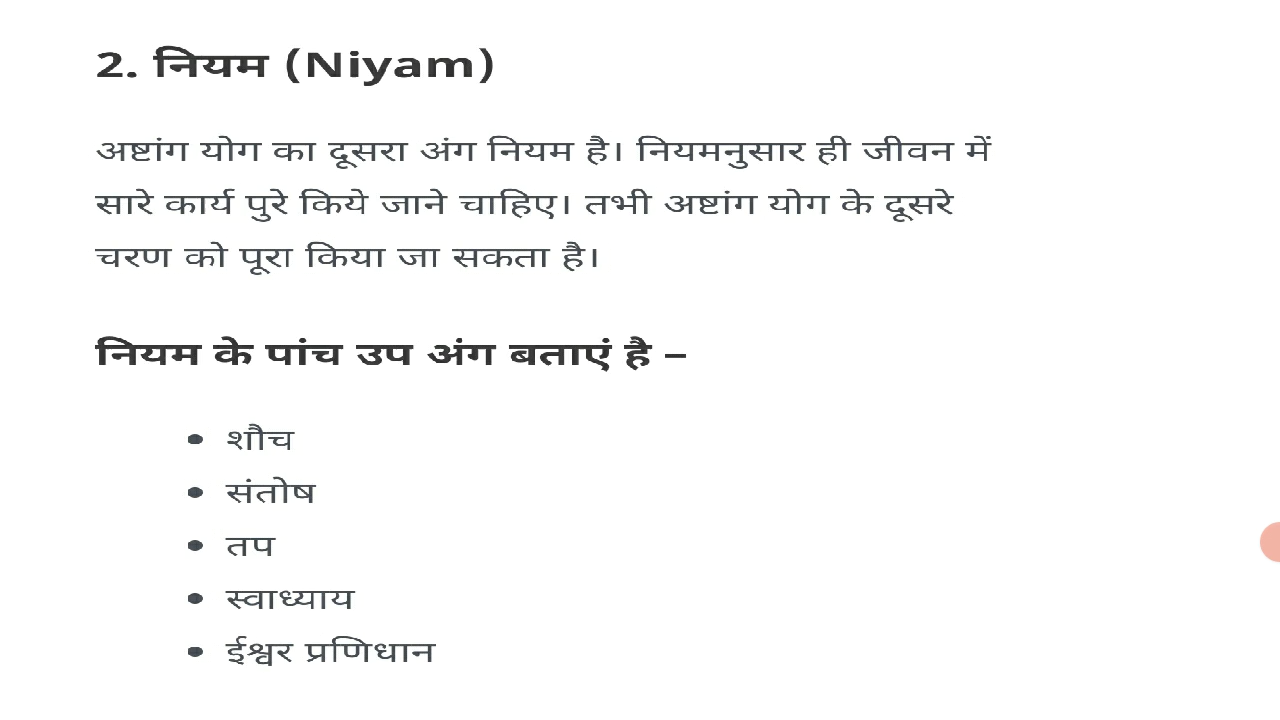 2. नियम (Niyam)
अष्टांग योग का दूसरा अंग नियम है। नियमनुसार ही जीवन में
सारे कार्य पुरे किये जाने चाहिए। तभी अष्टांग योग के दूसरे
चरण को पूरा किया जा सकता है।
नियम के पांच उप अंग बताएं है –
• शौच
• संतोष
• तप
• स्वाध्याय
• ईश्वर प्रणिधान